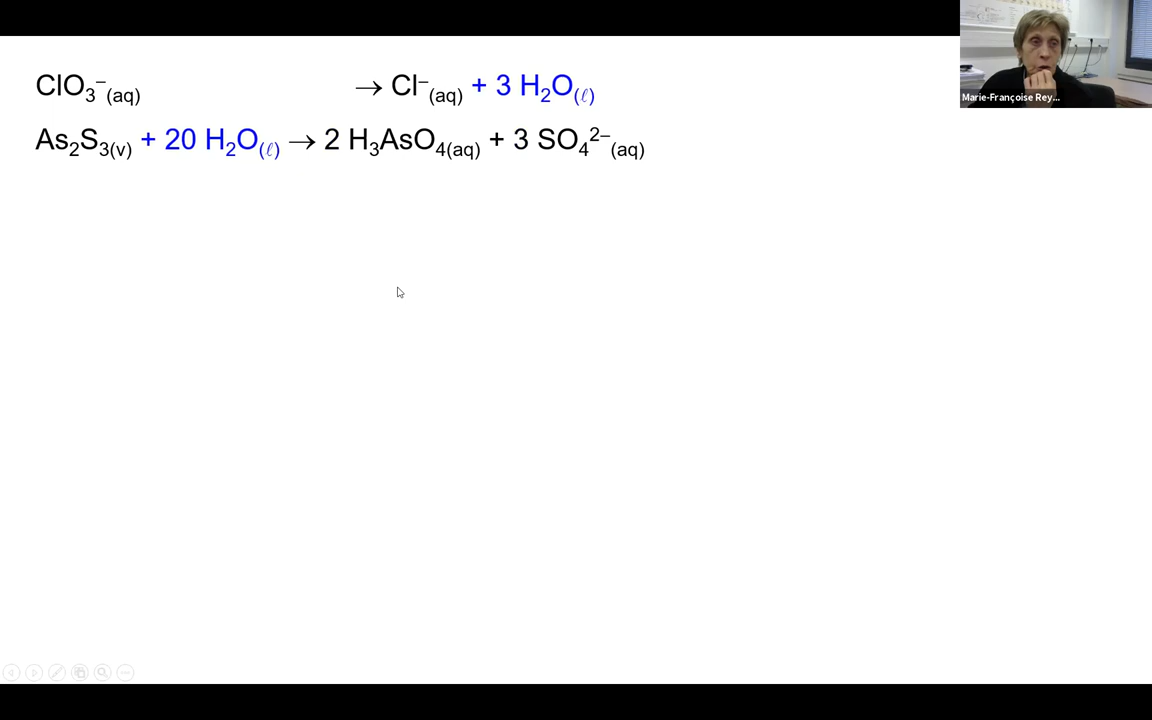 Marie-Françoise Rey...
ClO₃⁻(aq) → Cl⁻(aq) + 3 H₂O(ℓ)
As₂S₃(v) + 20 H₂O(ℓ) → 2 H₃AsO₄(aq) + 3 SO₄²⁻(aq)